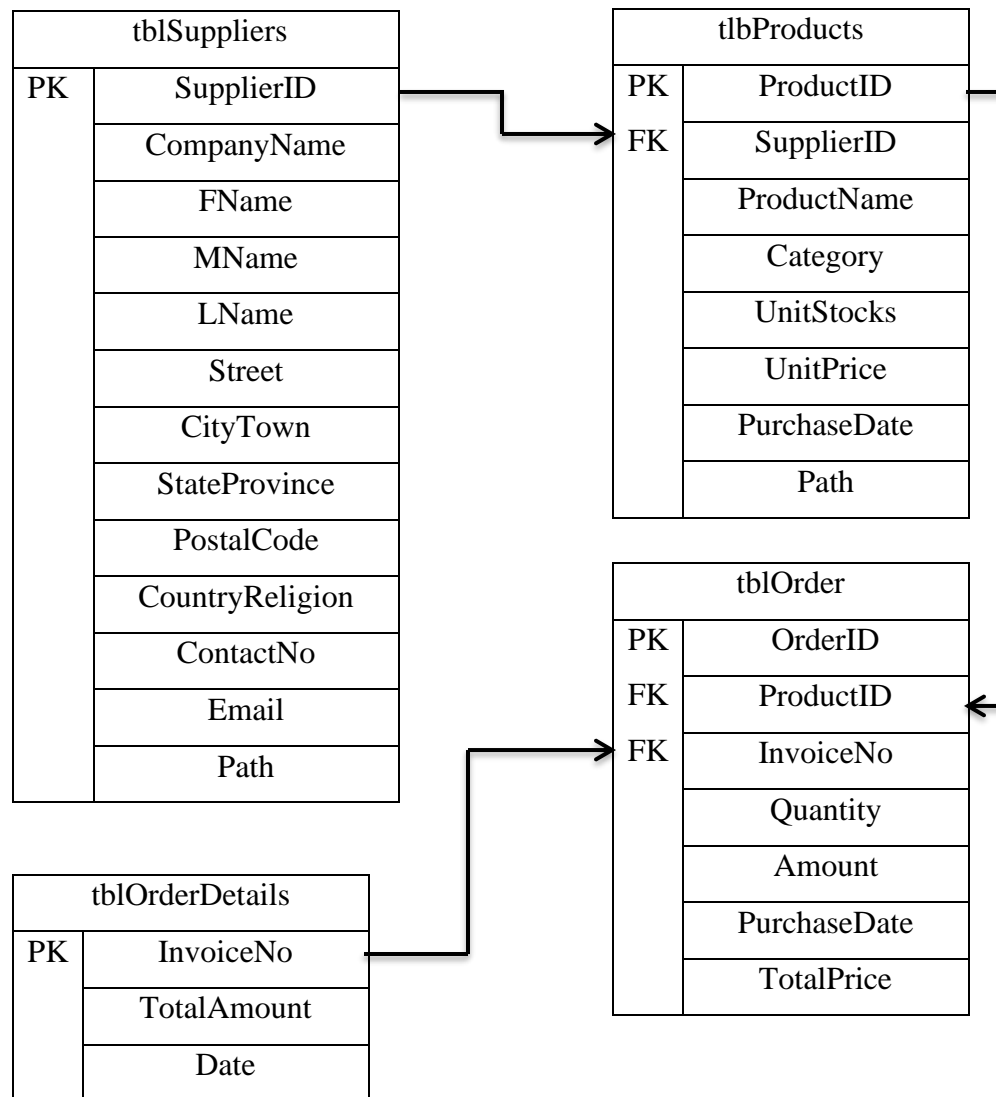 tblSuppliers
PK SupplierID
CompanyName
FName
MName
LName
Street
CityTown
StateProvince
PostalCode
CountryReligion
ContactNo
Email
Path
tlbProducts
PK ProductID
FK SupplierID
ProductName
Category
UnitStocks
UnitPrice
PurchaseDate
Path
tblOrder
PK OrderID
FK ProductID
FK InvoiceNo
Quantity
Amount
PurchaseDate
TotalPrice
tblOrderDetails
PK InvoiceNo
TotalAmount
Date